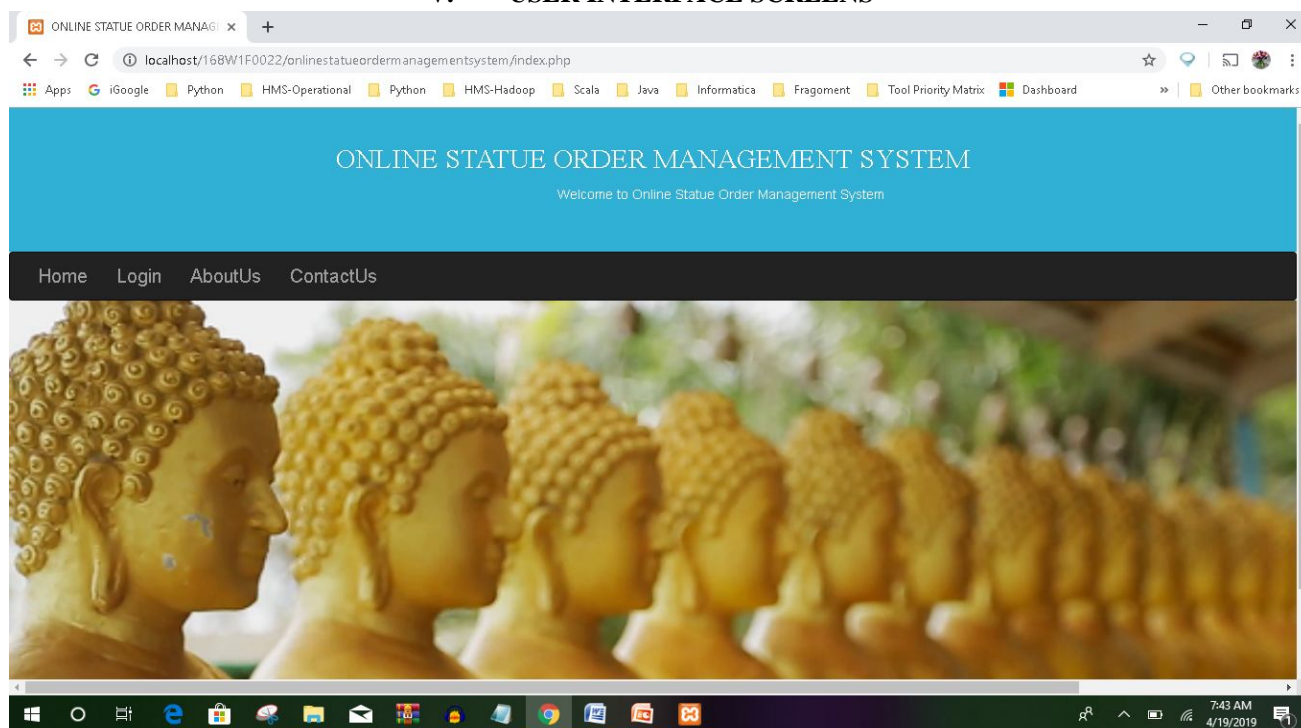 V. USER INTERFACE SCREENS
ONLINE STATUE ORDER MANAG
localhost/168W1F0022/onlinestatueordermanagementsystem/index.php
Apps G iGoogle Python HMS-Operational Python HMS-Hadoop Scala Java Informatica Fragoment Tool Priority Matrix Dashboard » Other bookmarks
ONLINE STATUE ORDER MANAGEMENT SYSTEM
Welcome to Online Statue Order Management System
Home Login AboutUs ContactUs
7:43 AM
4/19/2019